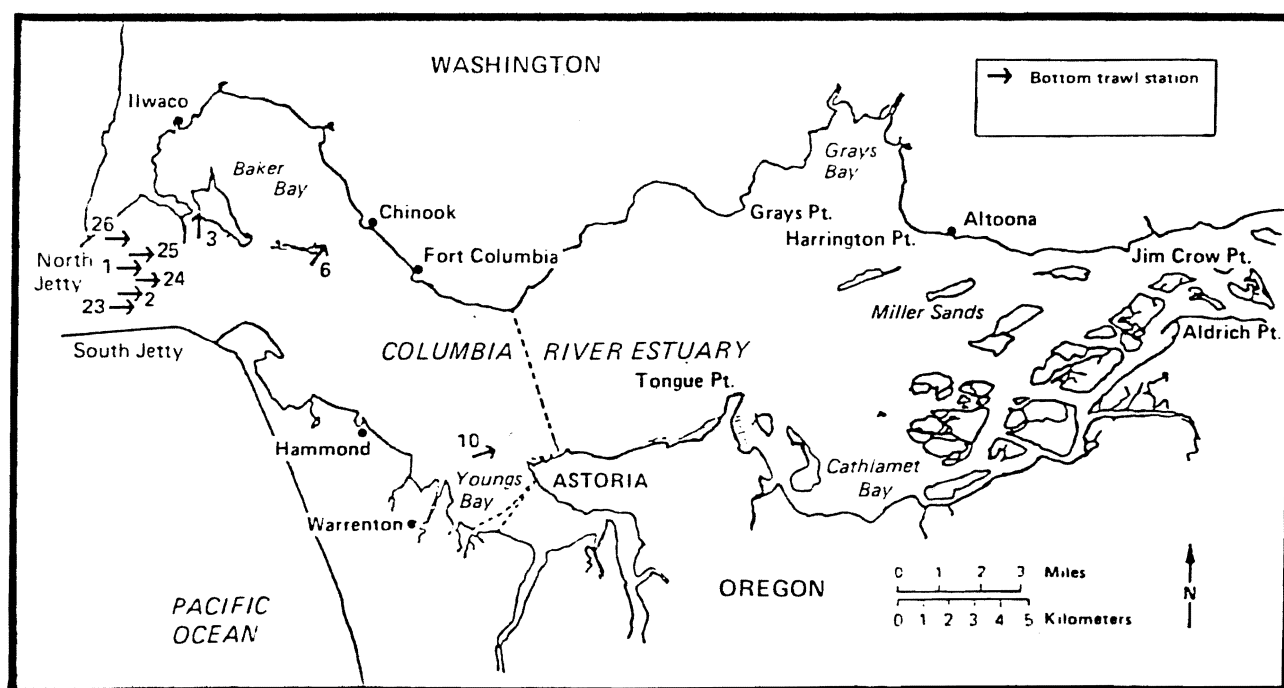 WASHINGTON
→ Bottom trawl station
Ilwaco
Baker
Bay
Grays
Bay
Chinook
Grays Pt.
Altoona
26
3
Harrington Pt.
25
Fort Columbia
North
Jetty
1
6
Jim Crow Pt.
24
23
2
Miller Sands
Aldrich Pt.
South Jetty
COLUMBIA RIVER ESTUARY
Tongue Pt.
Hammond
10
Youngs
Bay
ASTORIA
Cathlamet
Bay
Warrenton
0 1 2 3 Miles
OREGON
0 1 2 3 4 5 Kilometers
N
PACIFIC
OCEAN